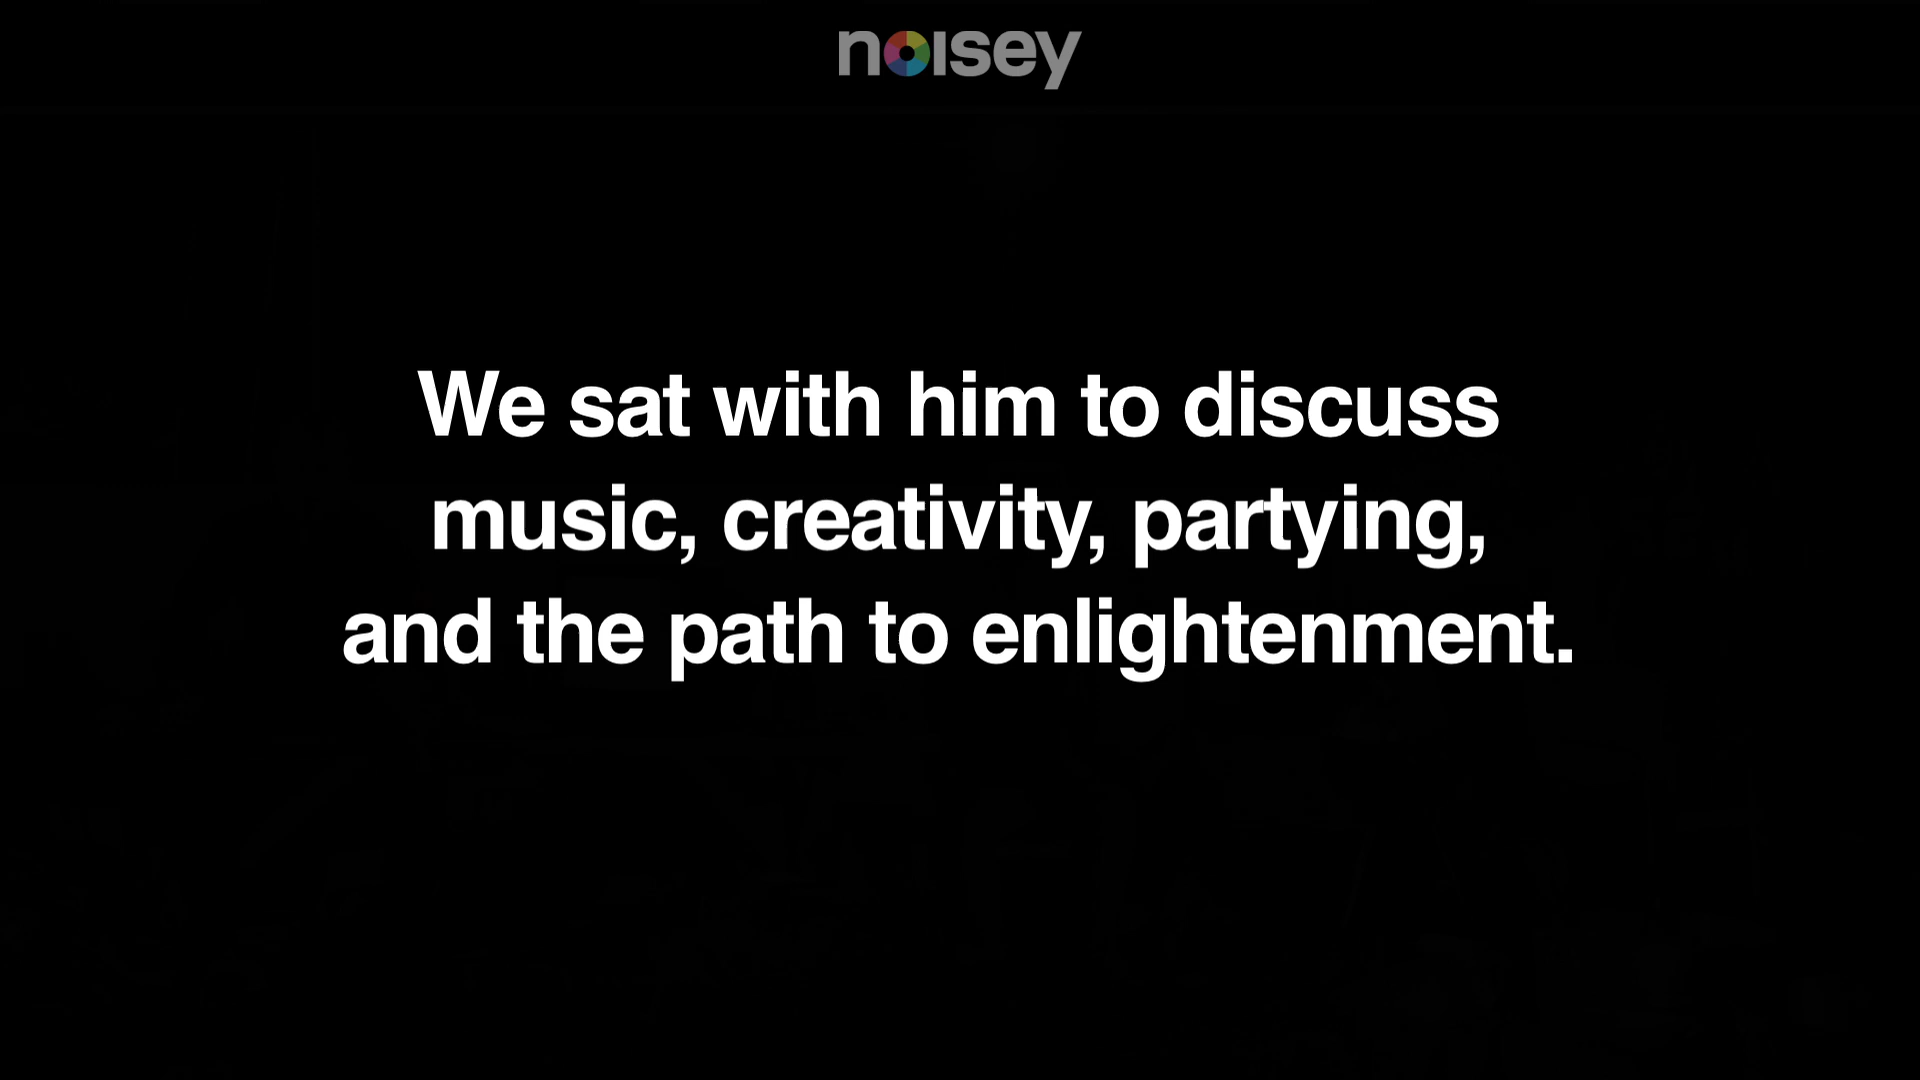 noisey
We sat with him to discuss
music, creativity, partying,
and the path to enlightenment.